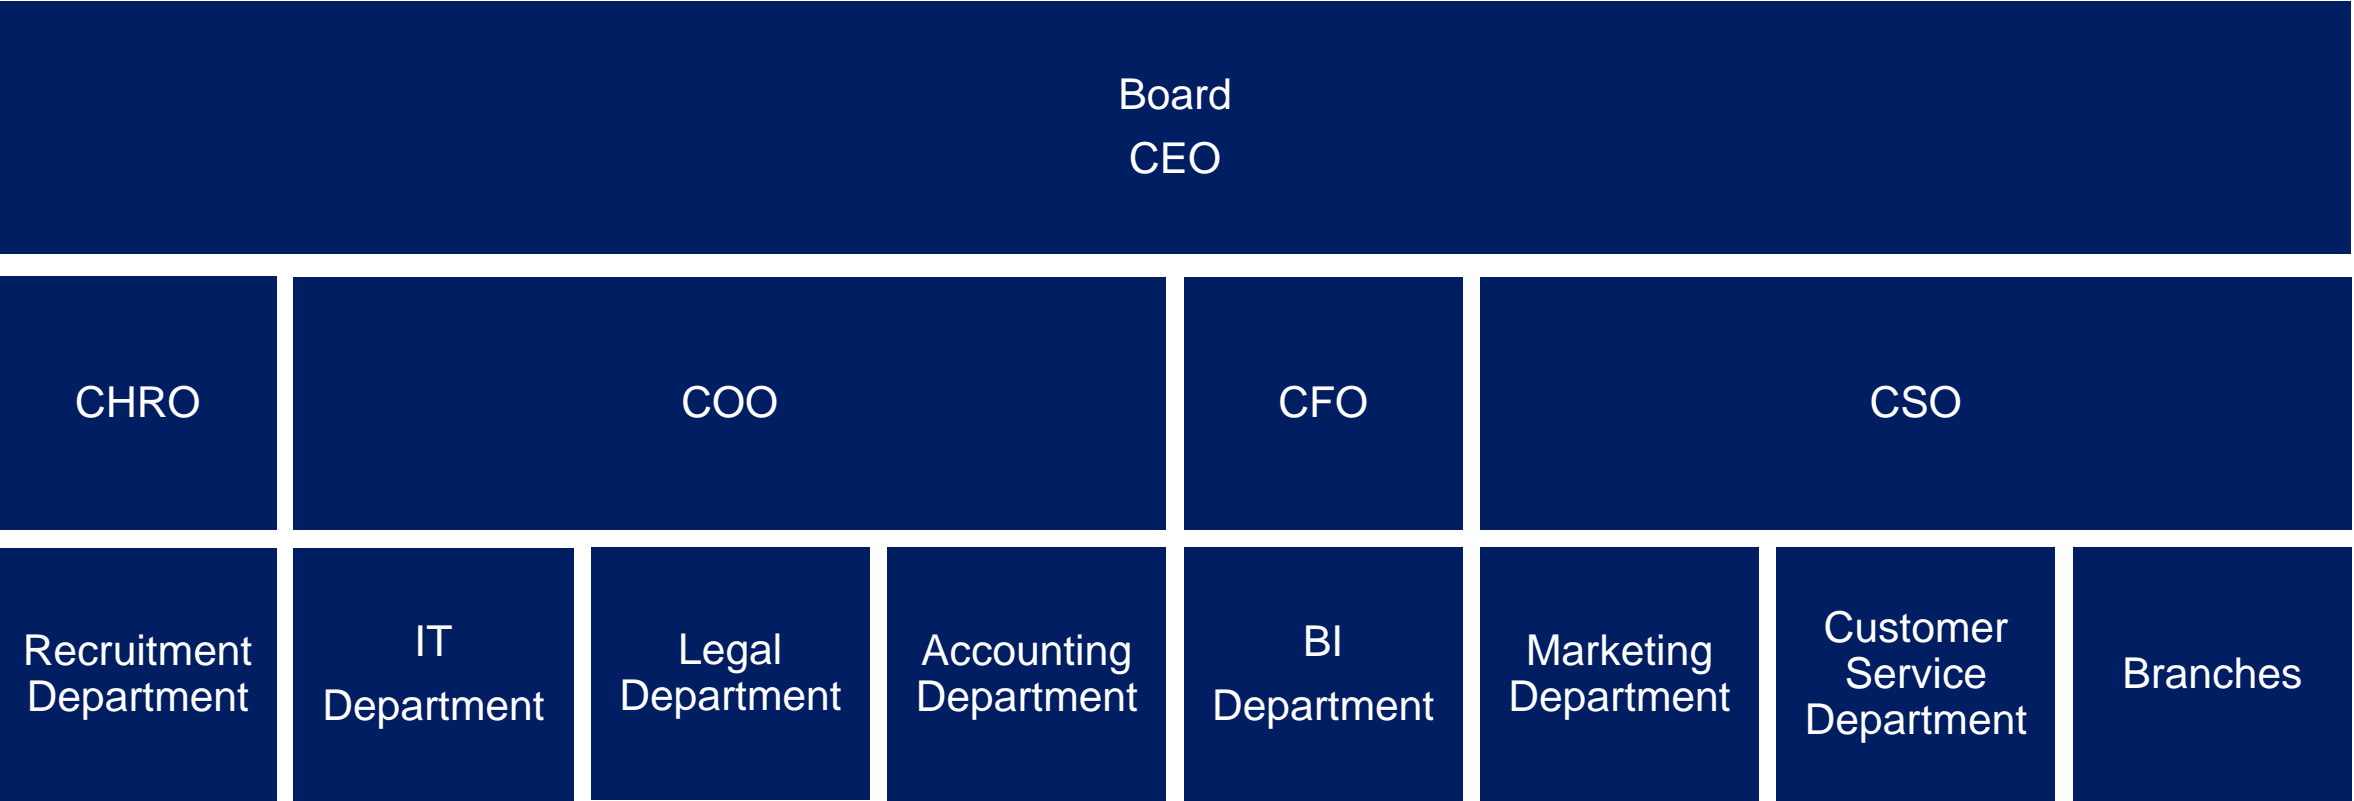 Board
CEO
CHRO
COO
CFO
CSO
Recruitment
Department
IT
Department
Legal
Department
Accounting
Department
BI
Department
Marketing
Department
Customer
Service
Department
Branches